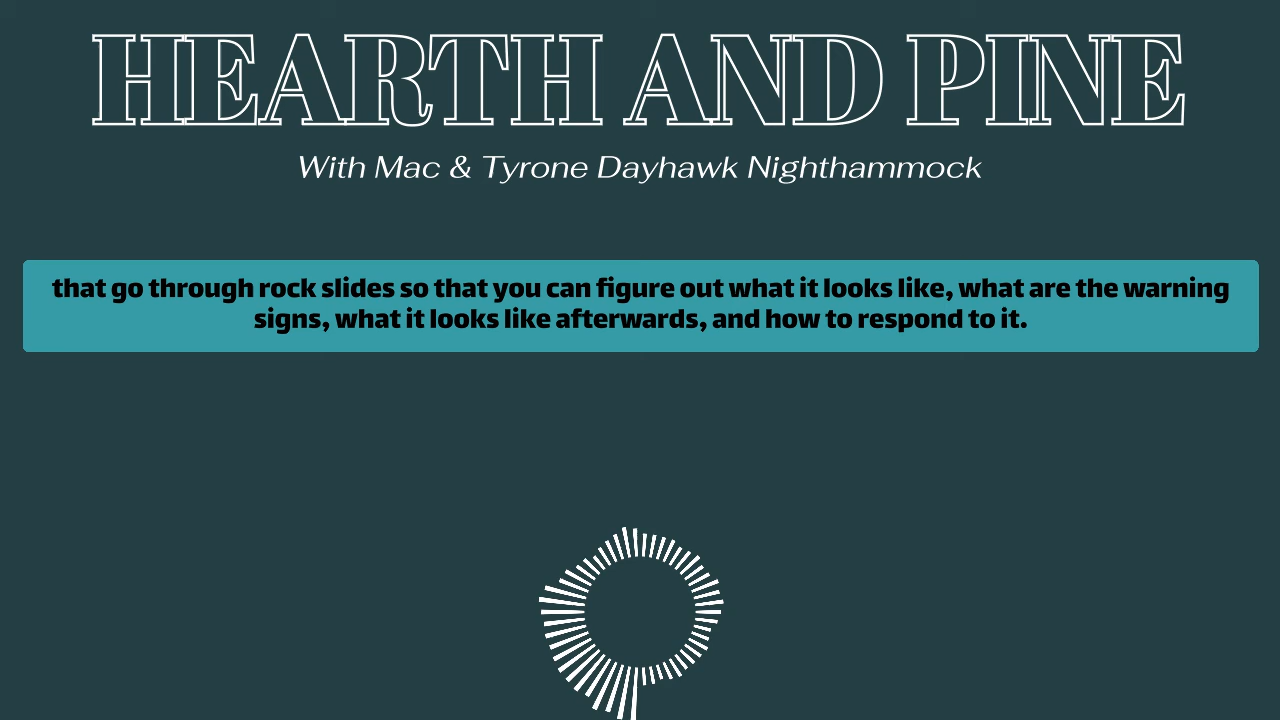 HEARTH AND PINE
With Mac & Tyrone Dayhawk Nighthammock
that go through rock slides so that you can figure out what it looks like, what are the warning
signs, what it looks like afterwards, and how to respond to it.